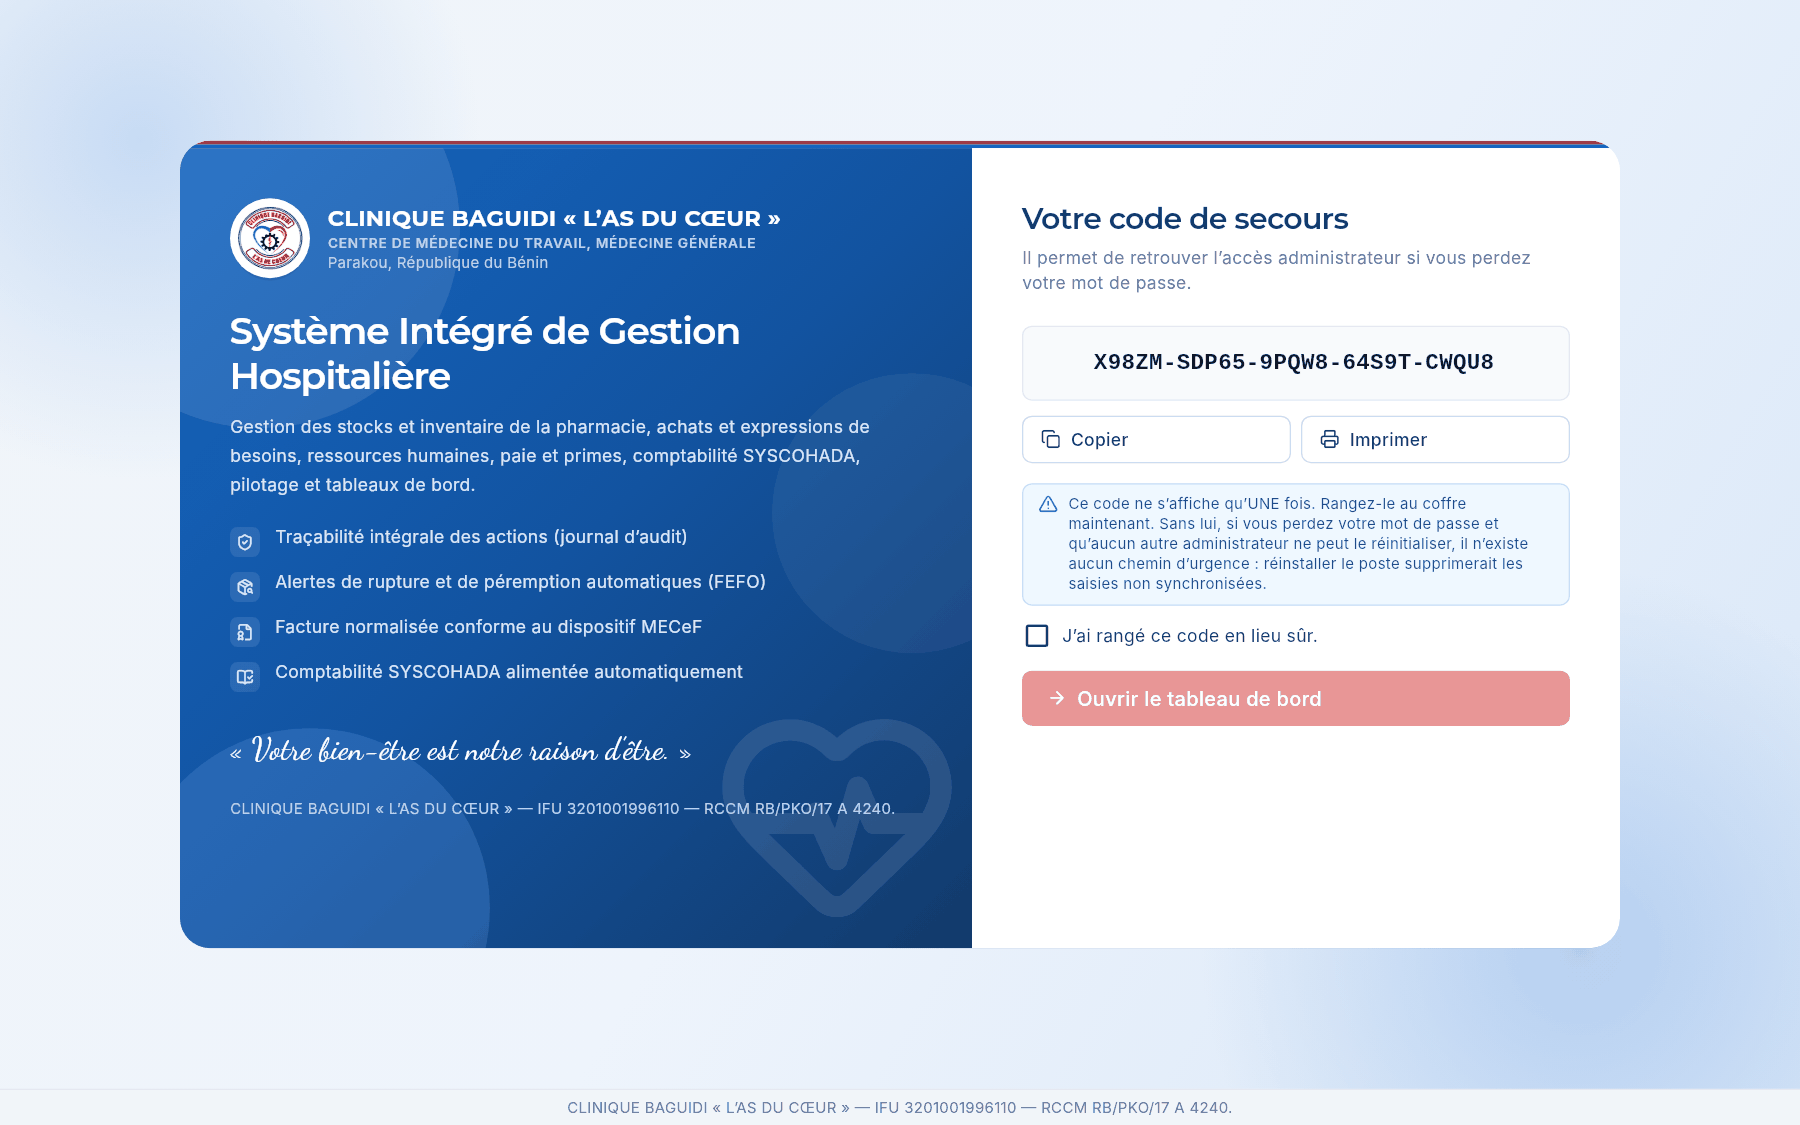 CLINIQUE BAGUIDI
L'AS DE CŒUR
CLINIQUE BAGUIDI « L’AS DU CŒUR »
CENTRE DE MÉDECINE DU TRAVAIL, MÉDECINE GÉNÉRALE
Parakou, République du Bénin
Système Intégré de Gestion
Hospitalière
Gestion des stocks et inventaire de la pharmacie, achats et expressions de
besoins, ressources humaines, paie et primes, comptabilité SYSCOHADA,
pilotage et tableaux de bord.
Traçabilité intégrale des actions (journal d’audit)
Alertes de rupture et de péremption automatiques (FEFO)
Facture normalisée conforme au dispositif MECeF
Comptabilité SYSCOHADA alimentée automatiquement
« Votre bien-être est notre raison d’être. »
CLINIQUE BAGUIDI « L’AS DU CŒUR » — IFU 3201001996110 — RCCM RB/PKO/17 A 4240.
Votre code de secours
Il permet de retrouver l’accès administrateur si vous perdez
votre mot de passe.
X98ZM-SDP65-9PQW8-64S9T-CWQU8
Copier
Imprimer
Ce code ne s’affiche qu’UNE fois. Rangez-le au coffre
maintenant. Sans lui, si vous perdez votre mot de passe et
qu’aucun autre administrateur ne peut le réinitialiser, il n’existe
aucun chemin d’urgence : réinstaller le poste supprimerait les
saisies non synchronisées.
J’ai rangé ce code en lieu sûr.
Ouvrir le tableau de bord
CLINIQUE BAGUIDI « L’AS DU CŒUR » — IFU 3201001996110 — RCCM RB/PKO/17 A 4240.